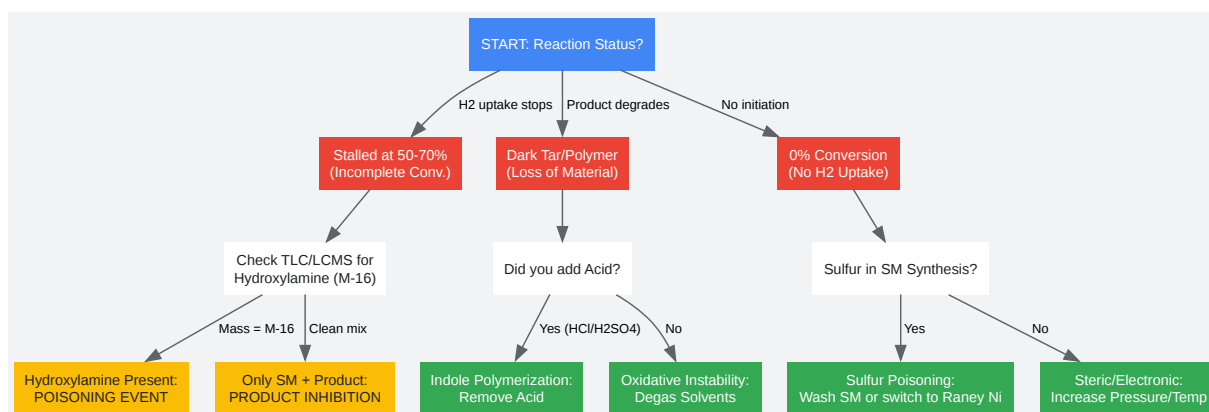 START: Reaction Status?
H2 uptake stops
Product degrades
No initiation
Stalled at 50-70%
(Incomplete Conv.)
Dark Tar/Polymer
(Loss of Material)
0% Conversion
(No H2 Uptake)
Check TLC/LCMS for
Hydroxylamine (M-16)
Did you add Acid?
Sulfur in SM Synthesis?
Mass = M-16
Clean mix
Yes (HCl/H2SO4)
No
Yes
No
Hydroxylamine Present:
POISONING EVENT
Only SM + Product:
PRODUCT INHIBITION
Indole Polymerization:
Remove Acid
Oxidative Instability:
Degas Solvents
Sulfur Poisoning:
Wash SM or switch to Raney Ni
Steric/Electronic:
Increase Pressure/Temp